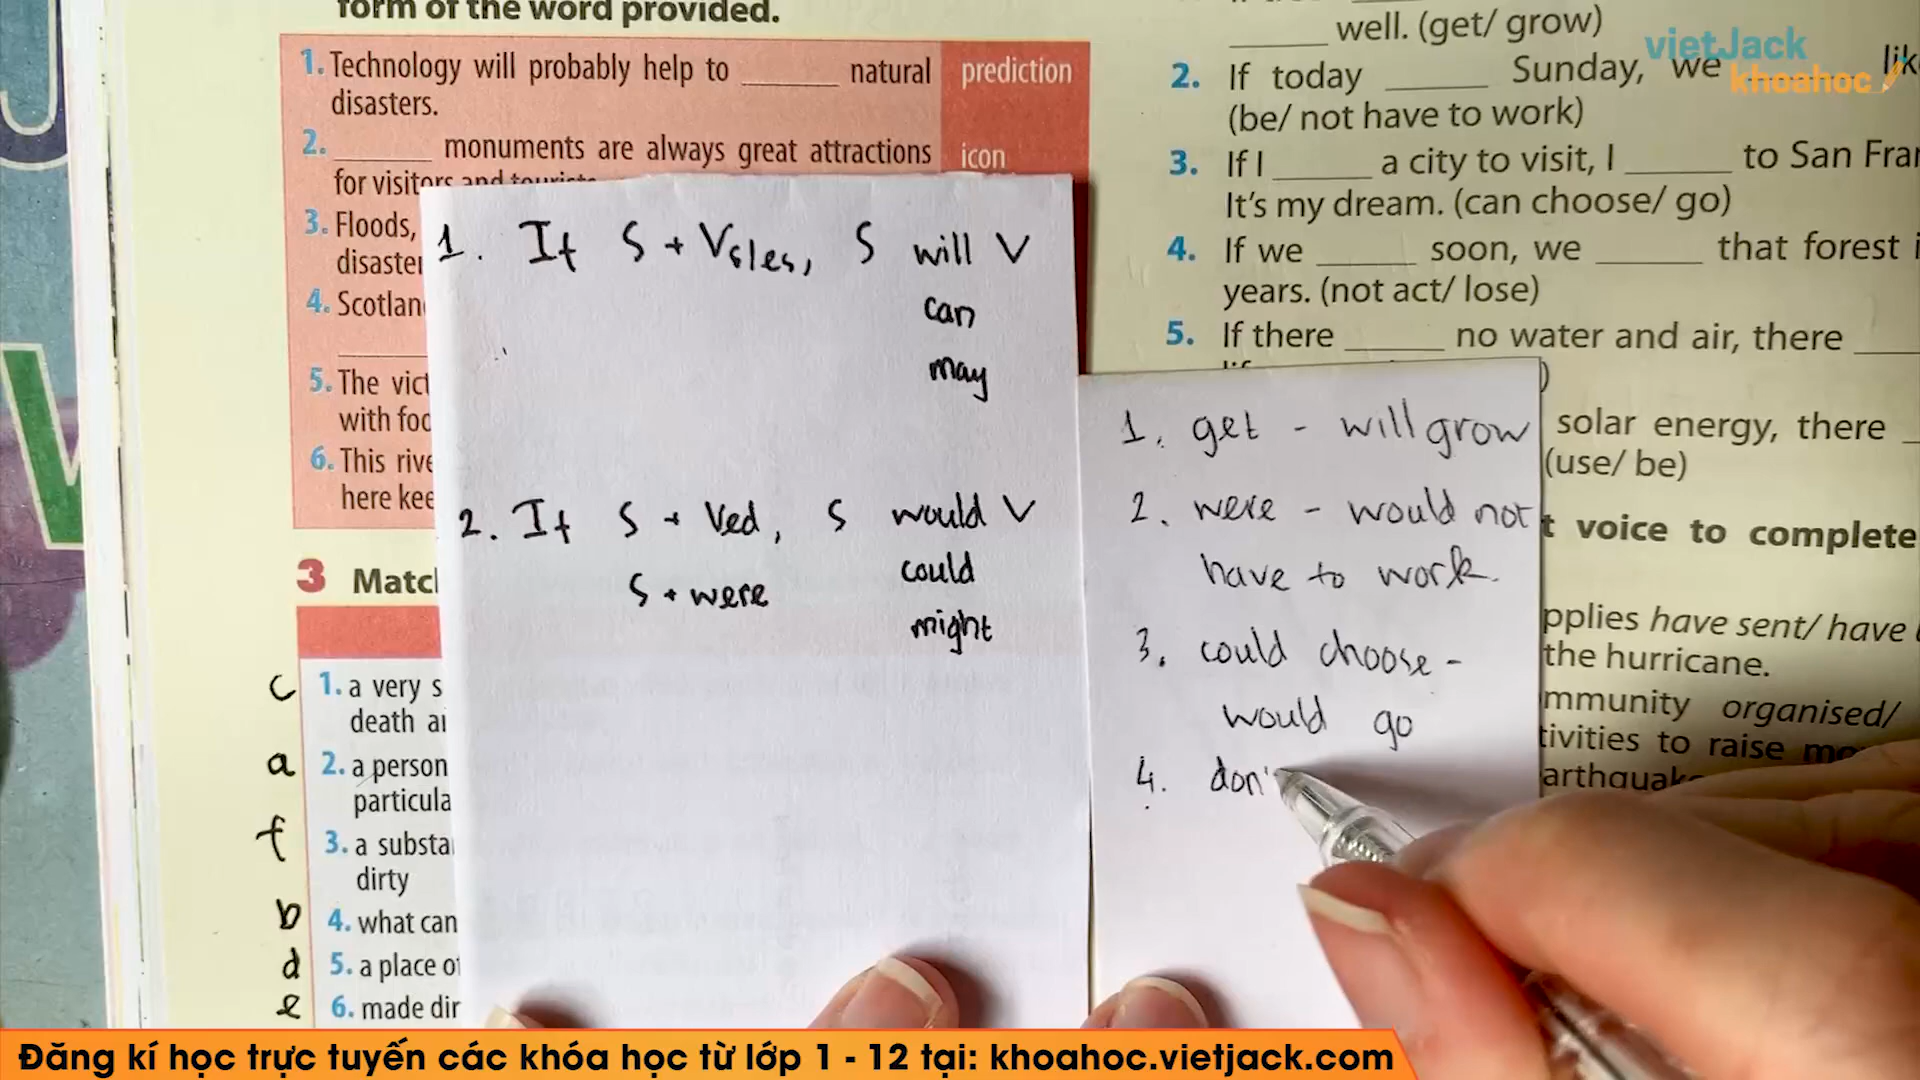 form of the word provided.
1. Technology will probably help to ______ natural prediction
disasters.
2. ______ monuments are always great attractions icon
for visitors and tourists
3. Floods,
disaster
4. Scotlan
5. The vict
with foo
6. This rive
here kee
3 Match
c 1. a very s
death a
a 2. a person
particula
f 3. a substa
dirty
b 4. what can
d 5. a place of
e 6. made dir
1. If S + Vs/es, S will V
can
may
2. If S + Ved, S would V
S + were could
might
______ well. (get/ grow)
2. If today ______ Sunday, we
(be/ not have to work)
3. If I ______ a city to visit, I ______ to San Fra
It's my dream. (can choose/ go)
4. If we ______ soon, we ______ that forest i
years. (not act/ lose)
5. If there ______ no water and air, there ______
solar energy, there
(use/ be)
voice to complete
pplies have sent/ have
the hurricane.
mmunity organised/
tivities to raise
arthquak
1. get - will grow
2. were - would not
have to work.
3. could choose -
would go
4. don'
vietJack
khoahoc
Đăng kí học trực tuyến các khóa học từ lớp 1 - 12 tại: khoahoc.vietjack.com